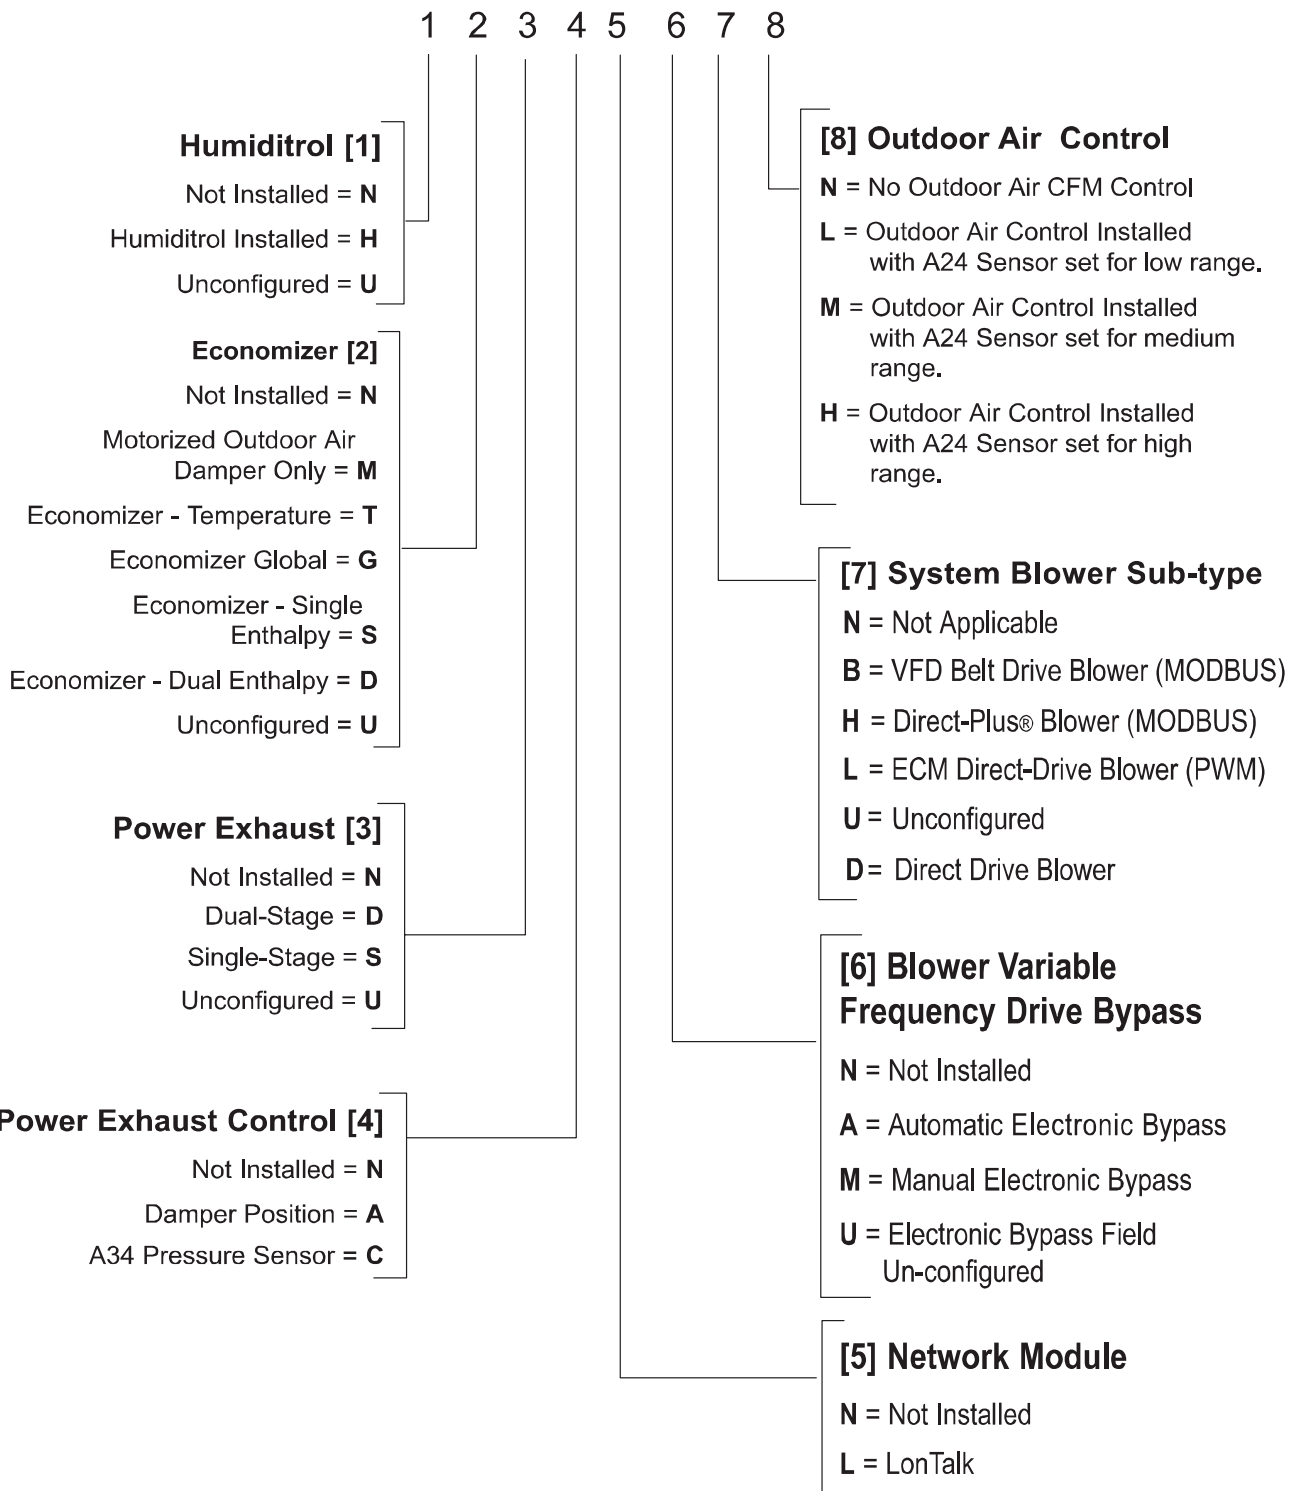 1 2 3 4 5 6 7 8
Humiditrol [1]
Not Installed = N
Humiditrol Installed = H
Unconfigured = U
Economizer [2]
Not Installed = N
Motorized Outdoor Air
Damper Only = M
Economizer - Temperature = T
Economizer Global = G
Economizer - Single
Enthalpy = S
Economizer - Dual Enthalpy = D
Unconfigured = U
Power Exhaust [3]
Not Installed = N
Dual-Stage = D
Single-Stage = S
Unconfigured = U
Power Exhaust Control [4]
Not Installed = N
Damper Position = A
A34 Pressure Sensor = C
[8] Outdoor Air Control
N = No Outdoor Air CFM Control
L = Outdoor Air Control Installed
with A24 Sensor set for low range.
M = Outdoor Air Control Installed
with A24 Sensor set for medium
range.
H = Outdoor Air Control Installed
with A24 Sensor set for high
range.
[7] System Blower Sub-type
N = Not Applicable
B = VFD Belt Drive Blower (MODBUS)
H = Direct-Plus® Blower (MODBUS)
L = ECM Direct-Drive Blower (PWM)
U = Unconfigured
D = Direct Drive Blower
[6] Blower Variable
Frequency Drive Bypass
N = Not Installed
A = Automatic Electronic Bypass
M = Manual Electronic Bypass
U = Electronic Bypass Field
Un-configured
[5] Network Module
N = Not Installed
L = LonTalk